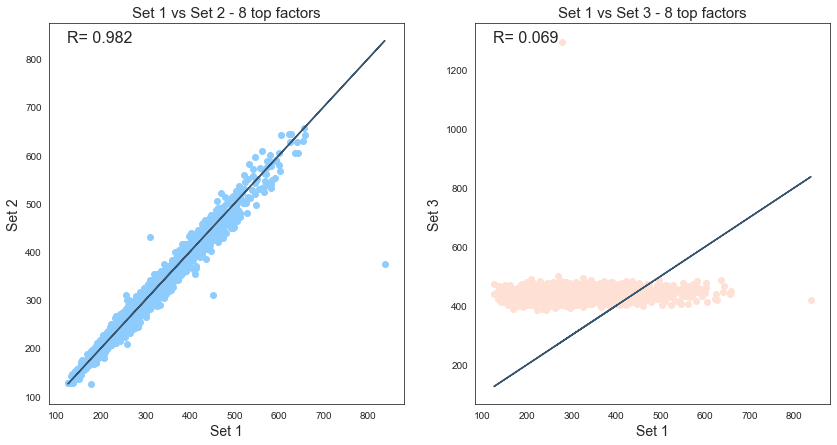 Set 1 vs Set 2 - 8 top factors
R= 0.982
800
700
600
500
400
300
200
100
Set 2
100 200 300 400 500 600 700 800
Set 1
Set 1 vs Set 3 - 8 top factors
R= 0.069
1200
1000
800
600
400
200
Set 3
100 200 300 400 500 600 700 800
Set 1